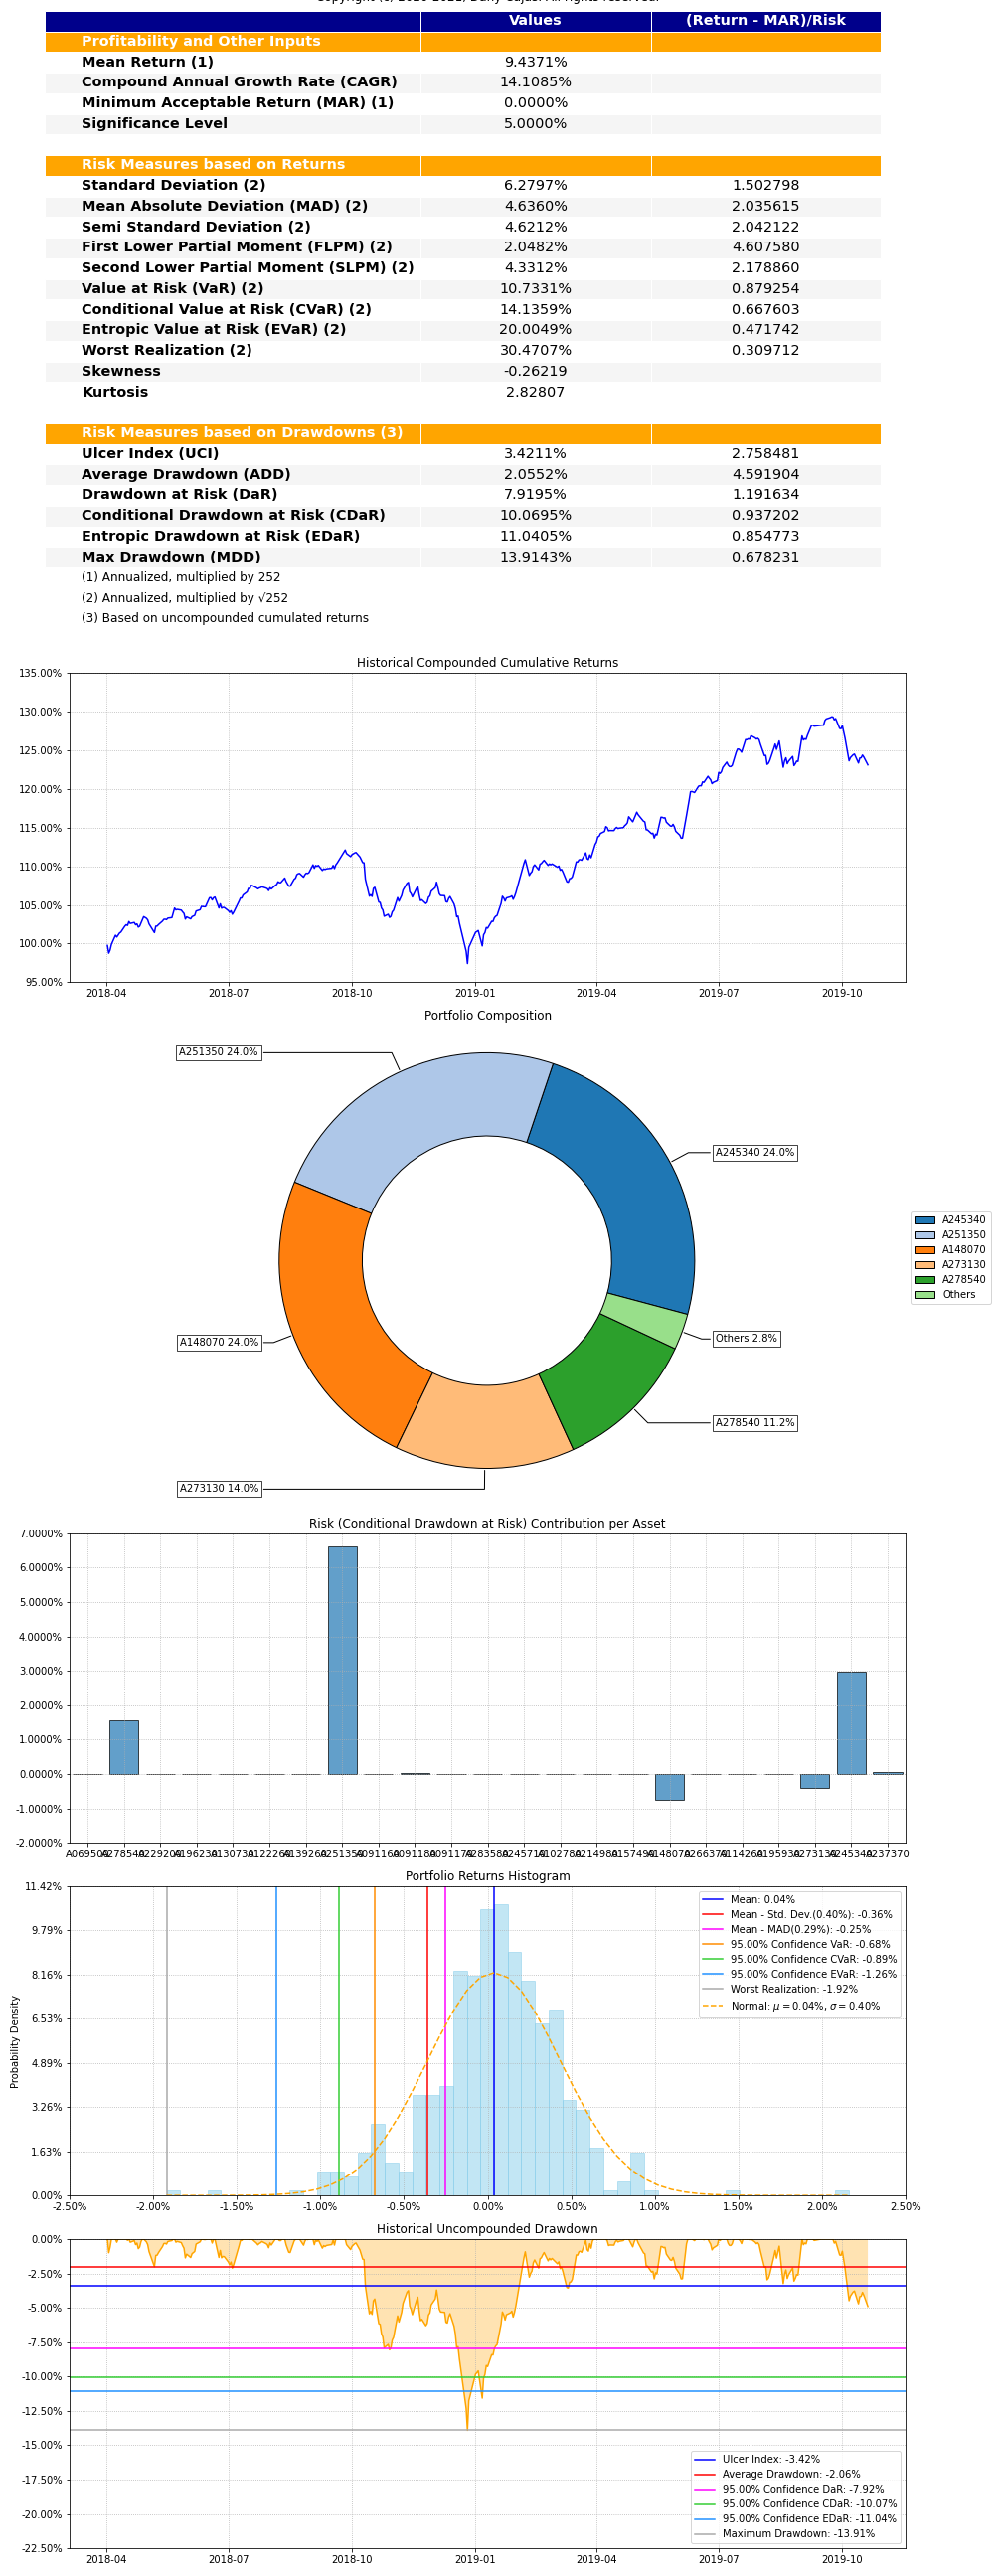 Copyright (c) 2020-2021, Dany Cajas. All rights reserved.
Values (Return - MAR)/Risk
Profitability and Other Inputs
Mean Return (1) 9.4371%
Compound Annual Growth Rate (CAGR) 14.1085%
Minimum Acceptable Return (MAR) (1) 0.0000%
Significance Level 5.0000%
Risk Measures based on Returns
Standard Deviation (2) 6.2797% 1.502798
Mean Absolute Deviation (MAD) (2) 4.6360% 2.035615
Semi Standard Deviation (2) 4.6212% 2.042122
First Lower Partial Moment (FLPM) (2) 2.0482% 4.607580
Second Lower Partial Moment (SLPM) (2) 4.3312% 2.178860
Value at Risk (VaR) (2) 10.7331% 0.879254
Conditional Value at Risk (CVaR) (2) 14.1359% 0.667603
Entropic Value at Risk (EVaR) (2) 20.0049% 0.471742
Worst Realization (2) 30.4707% 0.309712
Skewness -0.26219
Kurtosis 2.82807
Risk Measures based on Drawdowns (3)
Ulcer Index (UCI) 3.4211% 2.758481
Average Drawdown (ADD) 2.0552% 4.591904
Drawdown at Risk (DaR) 7.9195% 1.191634
Conditional Drawdown at Risk (CDaR) 10.0695% 0.937202
Entropic Drawdown at Risk (EDaR) 11.0405% 0.854773
Max Drawdown (MDD) 13.9143% 0.678231
(1) Annualized, multiplied by 252
(2) Annualized, multiplied by √252
(3) Based on uncompounded cumulated returns
Historical Compounded Cumulative Returns
135.00%
130.00%
125.00%
120.00%
115.00%
110.00%
105.00%
100.00%
95.00%
2018-04 2018-07 2018-10 2019-01 2019-04 2019-07 2019-10
Portfolio Composition
A251350 24.0%
A245340 24.0%
A148070 24.0%
Others 2.8%
A278540 11.2%
A273130 14.0%
A245340
A251350
A148070
A273130
A278540
Others
Risk (Conditional Drawdown at Risk) Contribution per Asset
7.0000%
6.0000%
5.0000%
4.0000%
3.0000%
2.0000%
1.0000%
0.0000%
-1.0000%
-2.0000%
A237370
Portfolio Returns Histogram
Probability Density
11.42%
9.79%
8.16%
6.53%
4.89%
3.26%
1.63%
0.00%
-2.50% -2.00% -1.50% -1.00% -0.50% 0.00% 0.50% 1.00% 1.50% 2.00% 2.50%
Mean: 0.04%
Mean - Std. Dev.(0.40%): -0.36%
Mean - MAD(0.29%): -0.25%
95.00% Confidence VaR: -0.68%
95.00% Confidence CVaR: -0.89%
95.00% Confidence EVaR: -1.26%
Worst Realization: -1.92%
Normal: μ = 0.04%, σ = 0.40%
Historical Uncompounded Drawdown
0.00%
-2.50%
-5.00%
-7.50%
-10.00%
-12.50%
-15.00%
-17.50%
-20.00%
-22.50%
Ulcer Index: -3.42%
Average Drawdown: -2.06%
95.00% Confidence DaR: -7.92%
95.00% Confidence CDaR: -10.07%
95.00% Confidence EDaR: -11.04%
Maximum Drawdown: -13.91%
2018-04 2018-07 2018-10 2019-01 2019-04 2019-07 2019-10